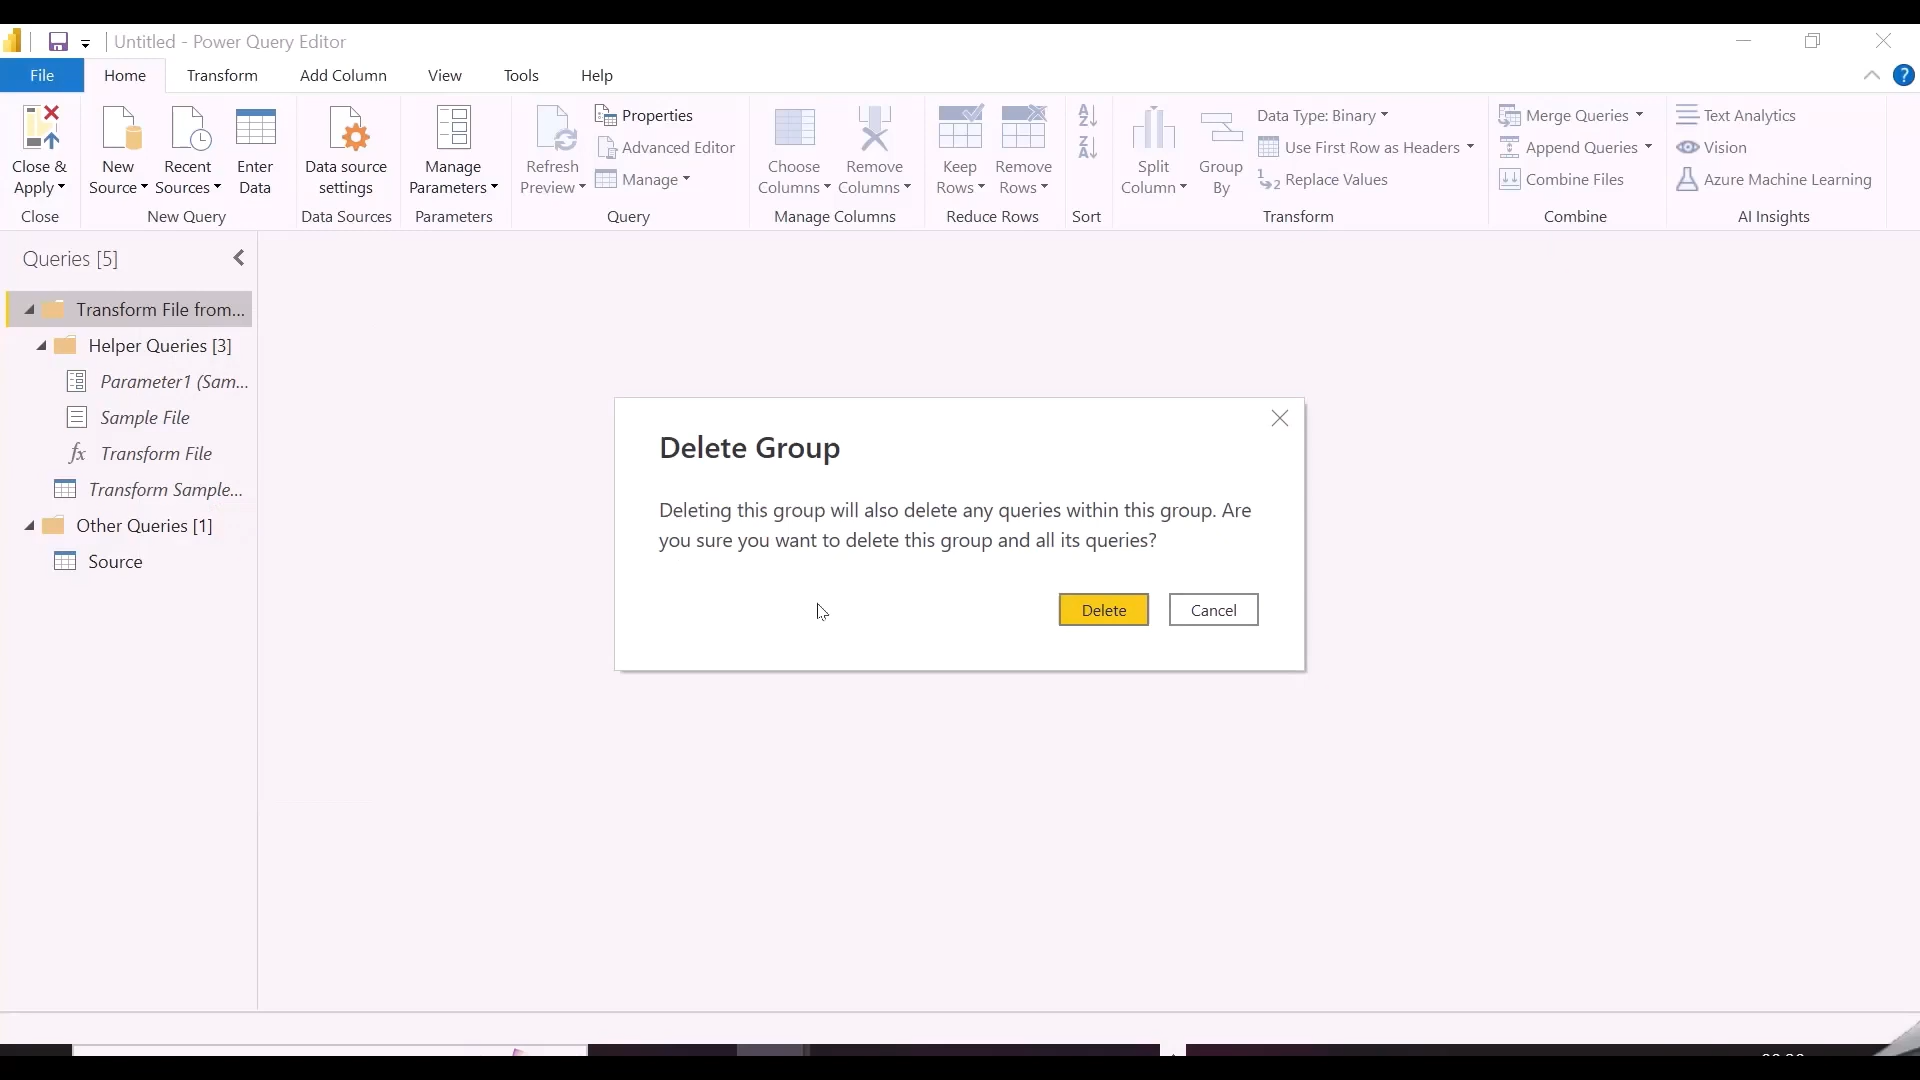 Untitled - Power Query Editor
File Home Transform Add Column View Tools Help
Close & Apply
Close
New Source
Recent Sources
Enter Data
New Query
Data source settings
Data Sources
Manage Parameters
Parameters
Refresh Preview
Properties
Advanced Editor
Manage
Query
Choose Columns
Remove Columns
Manage Columns
Keep Rows
Remove Rows
Reduce Rows
Sort
Split Column
Group By
Data Type: Binary
Use First Row as Headers
Replace Values
Transform
Merge Queries
Append Queries
Combine Files
Combine
Text Analytics
Vision
Azure Machine Learning
AI Insights
Queries [5]
Transform File from...
Helper Queries [3]
Parameter1 (Sam...
Sample File
fx Transform File
Transform Sample...
Other Queries [1]
Source
Delete Group
Deleting this group will also delete any queries within this group. Are
you sure you want to delete this group and all its queries?
Delete Cancel